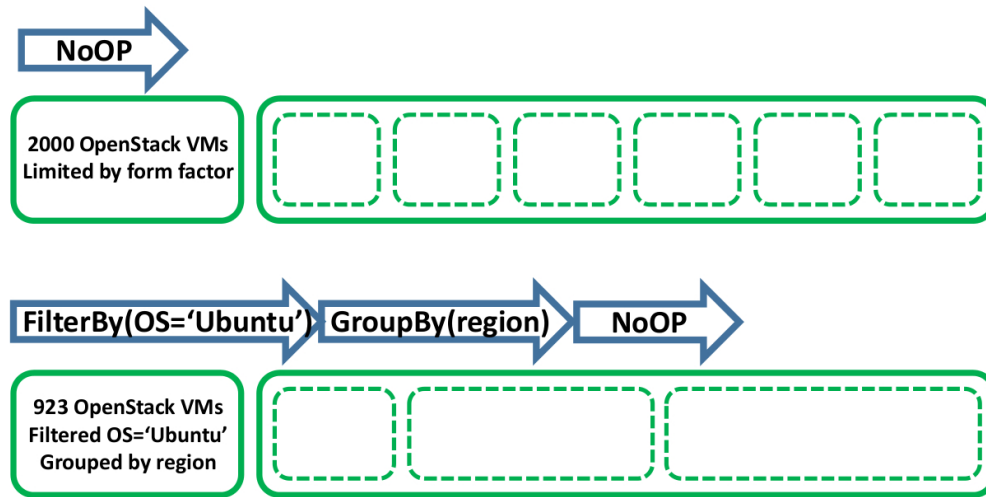 NoOP
2000 OpenStack VMs
Limited by form factor
FilterBy(OS=‘Ubuntu’) GroupBy(region) NoOP
923 OpenStack VMs
Filtered OS=‘Ubuntu’
Grouped by region